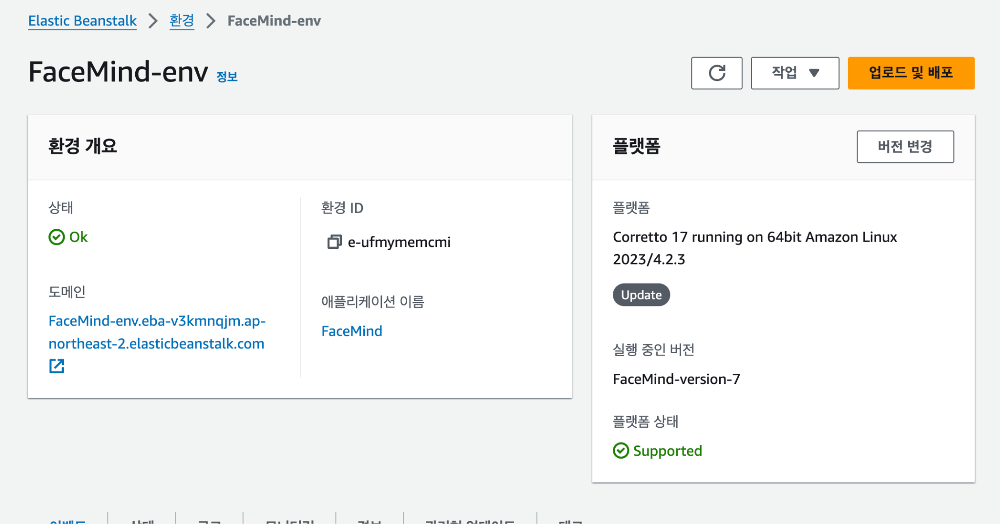 Elastic Beanstalk > 환경 > FaceMind-env
FaceMind-env 정보
작업 ▼
업로드 및 배포
환경 개요
상태
Ok
환경 ID
e-ufmymemcmi
도메인
FaceMind-env.eba-v3kmnqjm.ap-
northeast-2.elasticbeanstalk.com
애플리케이션 이름
FaceMind
플랫폼
버전 변경
플랫폼
Corretto 17 running on 64bit Amazon Linux
2023/4.2.3
Update
실행 중인 버전
FaceMind-version-7
플랫폼 상태
Supported